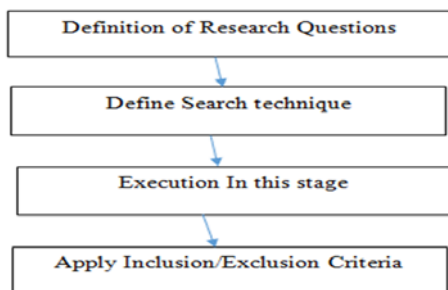 Definition of Research Questions
Define Search technique
Execution In this stage
Apply Inclusion/Exclusion Criteria